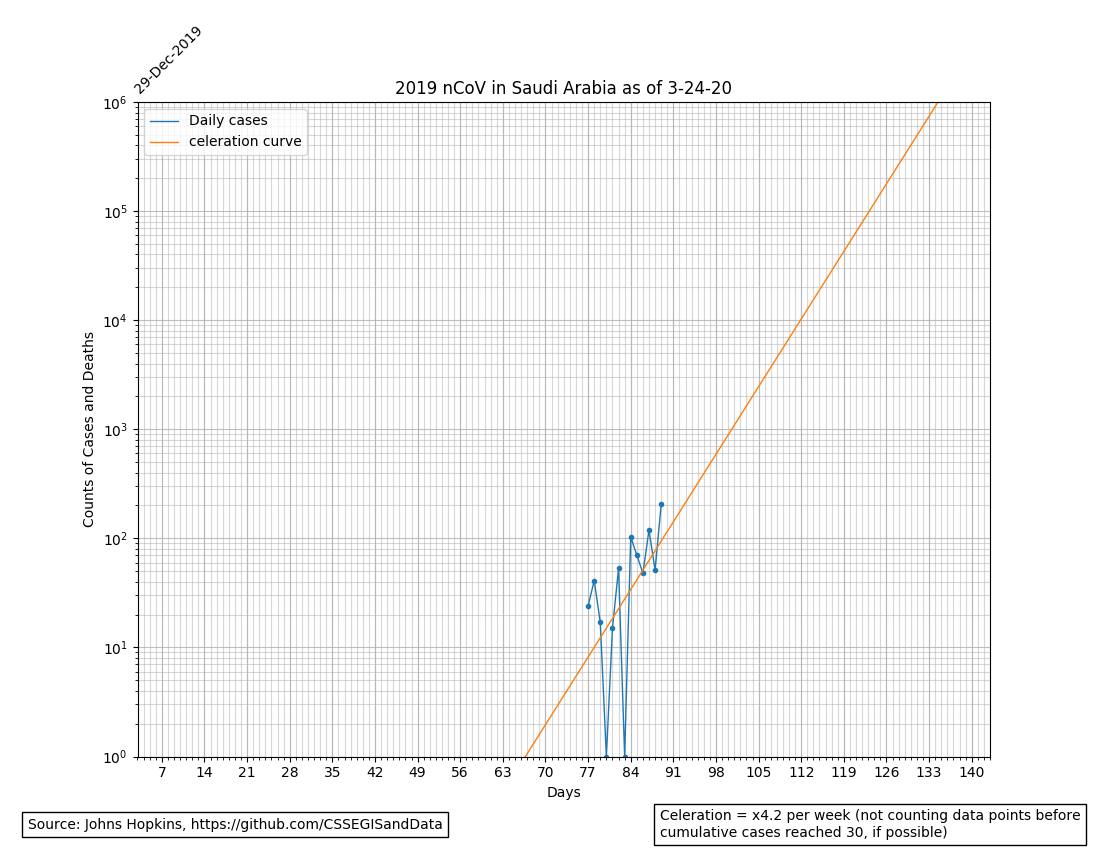 29-Dec-2019
2019 nCoV in Saudi Arabia as of 3-24-20
Daily cases
celeration curve
Counts of Cases and Deaths
10^6
10^5
10^4
10^3
10^2
10^1
10^0
7 14 21 28 35 42 49 56 63 70 77 84 91 98 105 112 119 126 133 140
Days
Source: Johns Hopkins, https://github.com/CSSEGISandData
Celeration = x4.2 per week (not counting data points before
cumulative cases reached 30, if possible)